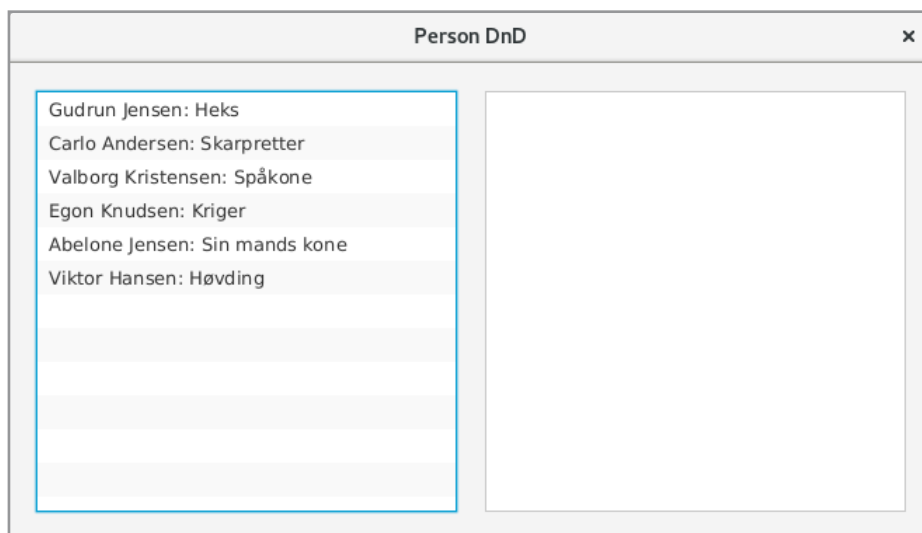 Person DnD
Gudrun Jensen: Heks
Carlo Andersen: Skarpretter
Valborg Kristensen: Spåkone
Egon Knudsen: Kriger
Abelone Jensen: Sin mands kone
Viktor Hansen: Høvding